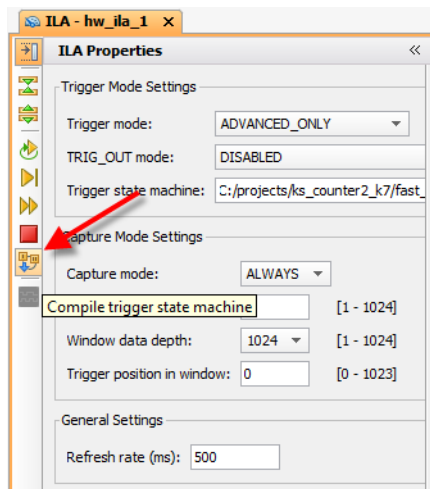 ILA - hw_ila_1
ILA Properties
Trigger Mode Settings
Trigger mode: ADVANCED_ONLY
TRIG_OUT mode: DISABLED
Trigger state machine: C:/projects/ks_counter2_k7/fast_
Capture Mode Settings
Capture mode: ALWAYS
Compile trigger state machine [1 - 1024]
Window data depth: 1024 [1 - 1024]
Trigger position in window: 0 [0 - 1023]
General Settings
Refresh rate (ms): 500